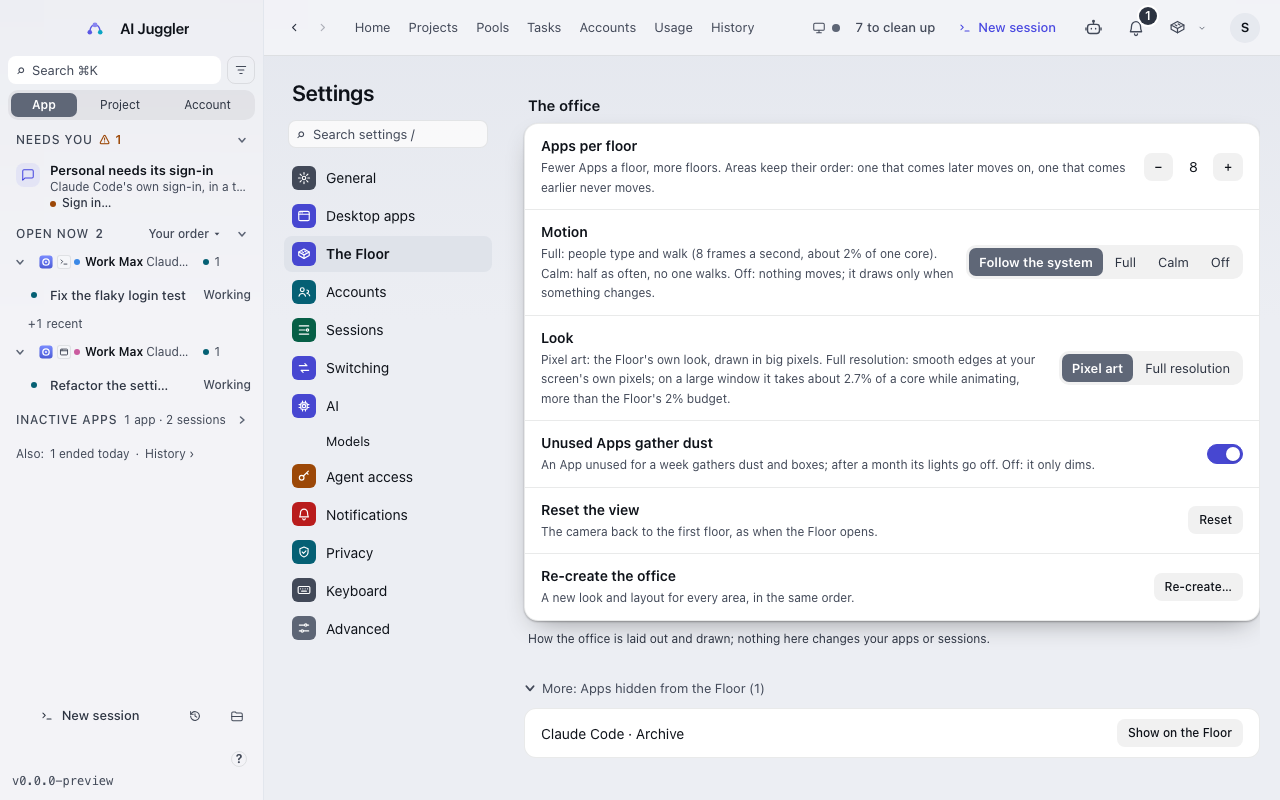 AI Juggler
Search ⌘K
App Project Account
NEEDS YOU 1
Personal needs its sign-in
Claude Code's own sign-in, in a t...
Sign in...
OPEN NOW 2 Your order
Work Max Claud... 1
Fix the flaky login test Working
+1 recent
Work Max Claud... 1
Refactor the setti... Working
INACTIVE APPS 1 app · 2 sessions
Also: 1 ended today · History ›
New session
?
v0.0.0-preview
Home Projects Pools Tasks Accounts Usage History
7 to clean up
New session
1
S
Settings
Search settings /
General
Desktop apps
The Floor
Accounts
Sessions
Switching
AI
Models
Agent access
Notifications
Privacy
Keyboard
Advanced
The office
Apps per floor
Fewer Apps a floor, more floors. Areas keep their order: one that comes later moves on, one that comes
earlier never moves.
− 8 +
Motion
Full: people type and walk (8 frames a second, about 2% of one core).
Calm: half as often, no one walks. Off: nothing moves; it draws only when
something changes.
Follow the system Full Calm Off
Look
Pixel art: the Floor's own look, drawn in big pixels. Full resolution: smooth edges at your
screen's own pixels; on a large window it takes about 2.7% of a core while animating,
more than the Floor's 2% budget.
Pixel art Full resolution
Unused Apps gather dust
An App unused for a week gathers dust and boxes; after a month its lights go off. Off: it only dims.
Reset the view
The camera back to the first floor, as when the Floor opens.
Reset
Re-create the office
A new look and layout for every area, in the same order.
Re-create...
How the office is laid out and drawn; nothing here changes your apps or sessions.
More: Apps hidden from the Floor (1)
Claude Code · Archive
Show on the Floor